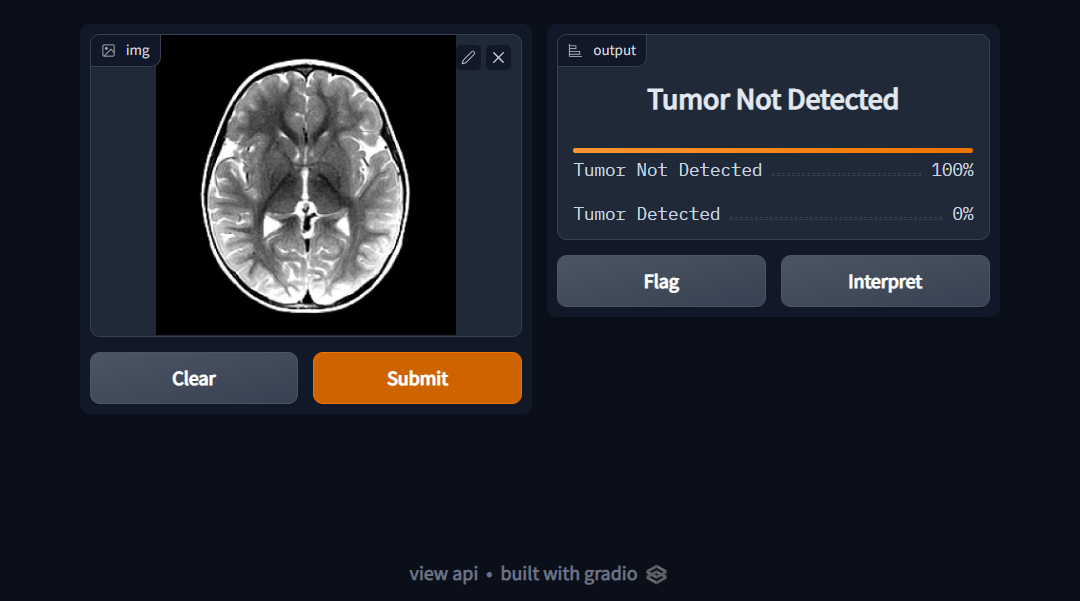 img
output
Tumor Not Detected
Tumor Not Detected 100%
Tumor Detected 0%
Flag
Interpret
Clear
Submit
view api • built with gradio